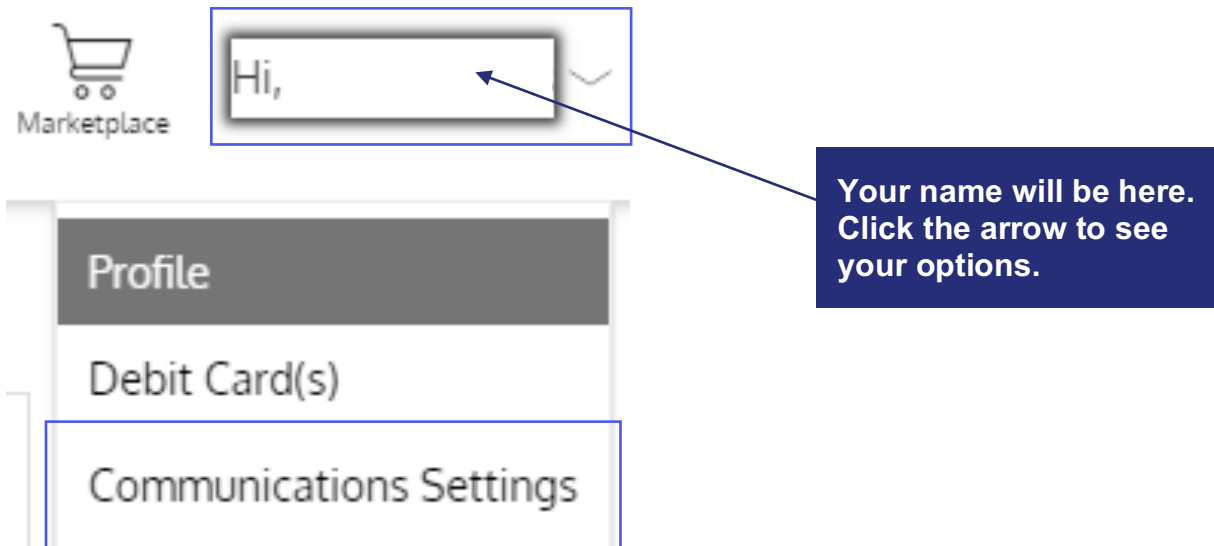 Hi,
Marketplace
Your name will be here.
Click the arrow to see
your options.
Profile
Debit Card(s)
Communications Settings